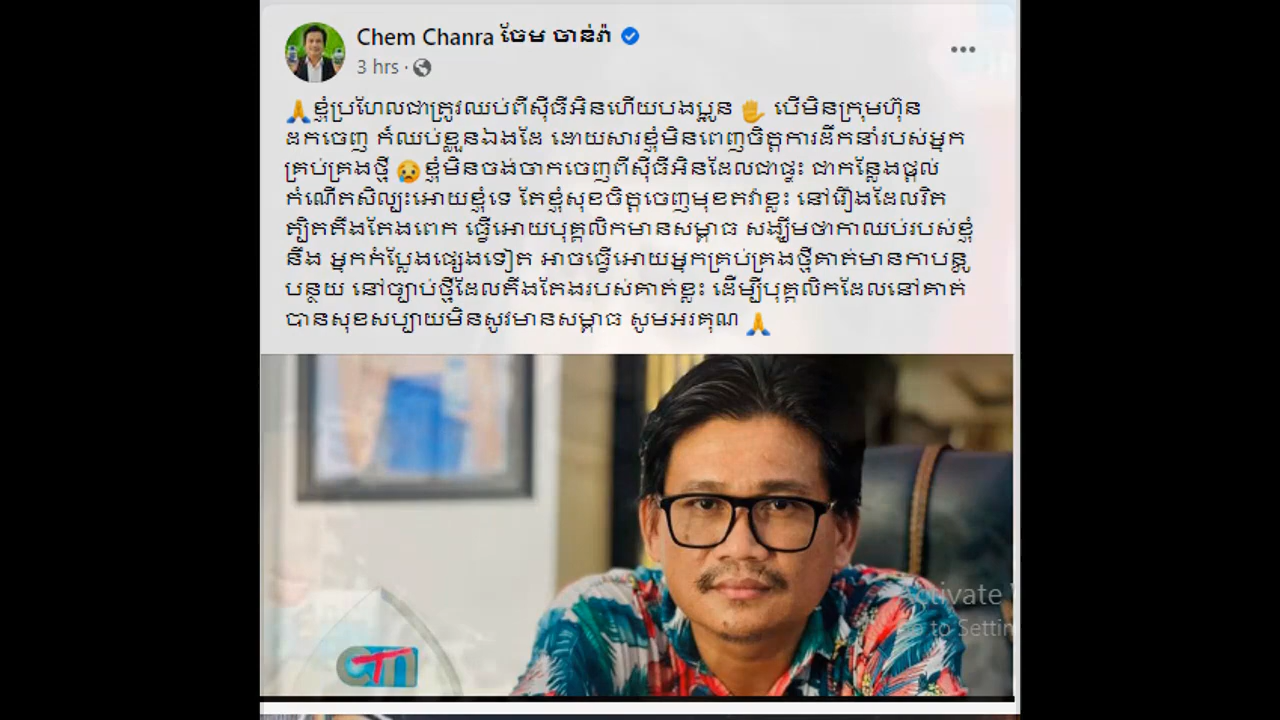 Chem Chanra ចែម ចាន់រ៉ា
3 hrs
ខ្ញុំប្រហែលជាត្រូវឈប់ពីស៊ីធីអិនហើយបងប្អូន បើមិនក្រុមហ៊ុន
ដកចេញ ក៏ឈប់ខ្លួនឯងដែ ដោយសារខ្ញុំមិនពេញចិត្តការដឹកនាំរបស់អ្នក
គ្រប់គ្រងថ្មី ខ្ញុំមិនចង់ចាកចេញពីស៊ីធីអិនដែលជាផ្ទះ ជាកន្លែងផ្តល់
កំណើតសិល្បះអោយខ្ញុំទេ តែខ្ញុំសុខចិត្តចេញមុខតវ៉ាខ្លះ នៅរឿងដែលរិត
ត្បិតតឹងតែងពេក ធ្វើអោយបុគ្គលិកមានសម្ពាធ សង្ឃឹមថាកាឈប់របស់ខ្ញុំ
នឹង អ្នកកំប្លែងផ្សេងទៀត អាចធ្វើអោយអ្នកគ្រប់គ្រងថ្មីគាត់មានកាបន្ធូ
បន្ថយ នៅច្បាប់ថ្មីដែលតឹងតែងរបស់គាត់ខ្លះ ដើម្បីបុគ្គលិកដែលនៅគាត់
បានសុខសប្បាយមិនសូវមានសម្ពាធ សូមអរគុណ
CTN